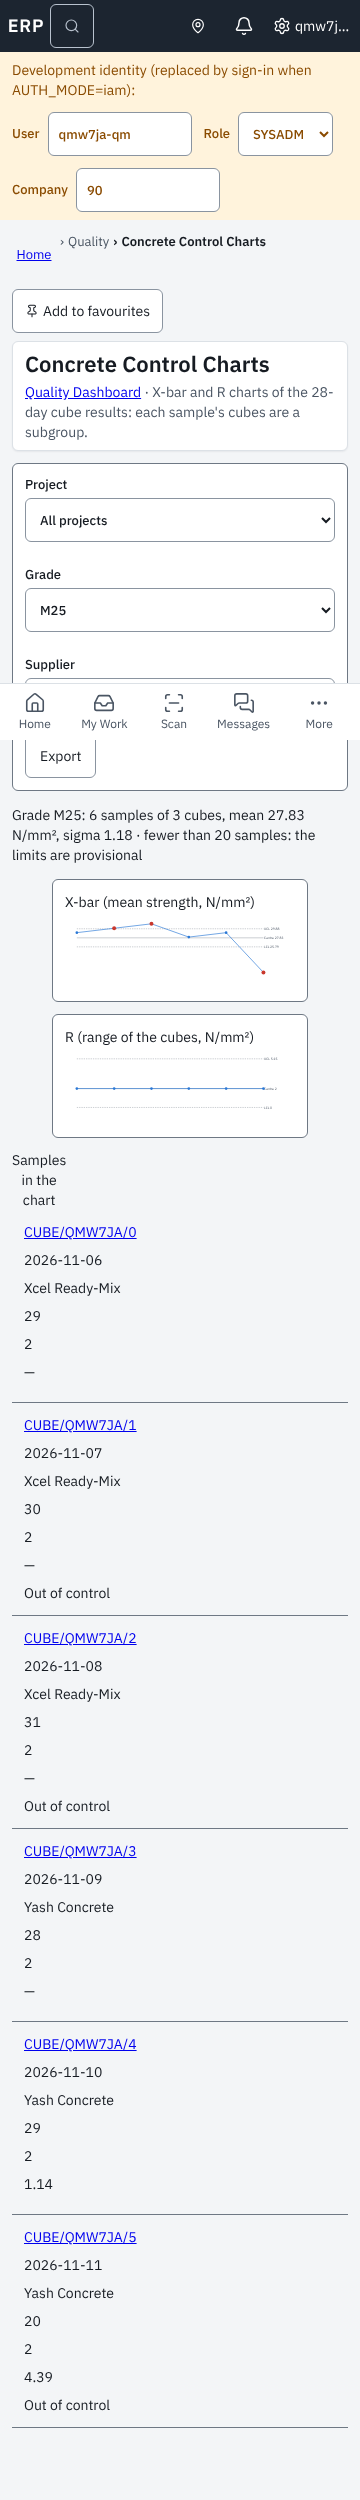 ERP
qmw7j...
Development identity (replaced by sign-in when
AUTH_MODE=iam):
User qmw7ja-qm Role SYSADM
Company 90
Home › Quality › Concrete Control Charts
Add to favourites
Concrete Control Charts
Quality Dashboard · X-bar and R charts of the 28-
day cube results: each sample's cubes are a
subgroup.
Project
All projects
Grade
M25
Supplier
Home My Work Scan Messages More
Export
Grade M25: 6 samples of 3 cubes, mean 27.83
N/mm², sigma 1.18 · fewer than 20 samples: the
limits are provisional
X-bar (mean strength, N/mm²)
R (range of the cubes, N/mm²)
Samples
in the
chart
CUBE/QMW7JA/0
2026-11-06
Xcel Ready-Mix
29
2
—
CUBE/QMW7JA/1
2026-11-07
Xcel Ready-Mix
30
2
—
Out of control
CUBE/QMW7JA/2
2026-11-08
Xcel Ready-Mix
31
2
—
Out of control
CUBE/QMW7JA/3
2026-11-09
Yash Concrete
28
2
—
CUBE/QMW7JA/4
2026-11-10
Yash Concrete
29
2
1.14
CUBE/QMW7JA/5
2026-11-11
Yash Concrete
20
2
4.39
Out of control